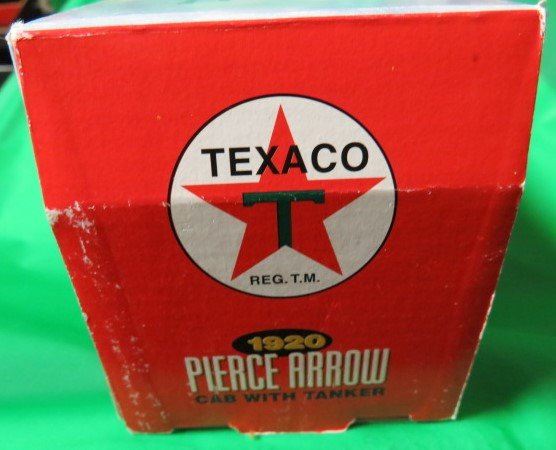 TEXACO
T
REG. T.M.
1920
PIERCE ARROW
CAB WITH TANKER